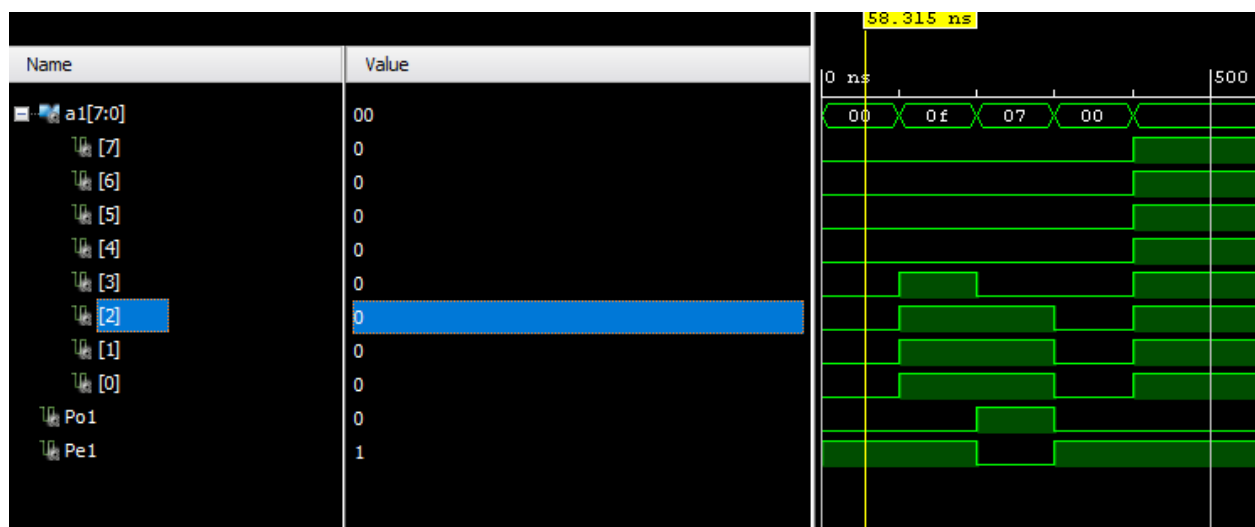 58.315 ns
Name Value
0 ns 500
a1[7:0] 00 00 0f 07 00
[7] 0
[6] 0
[5] 0
[4] 0
[3] 0
[2] 0
[1] 0
[0] 0
Po1 0
Pe1 1